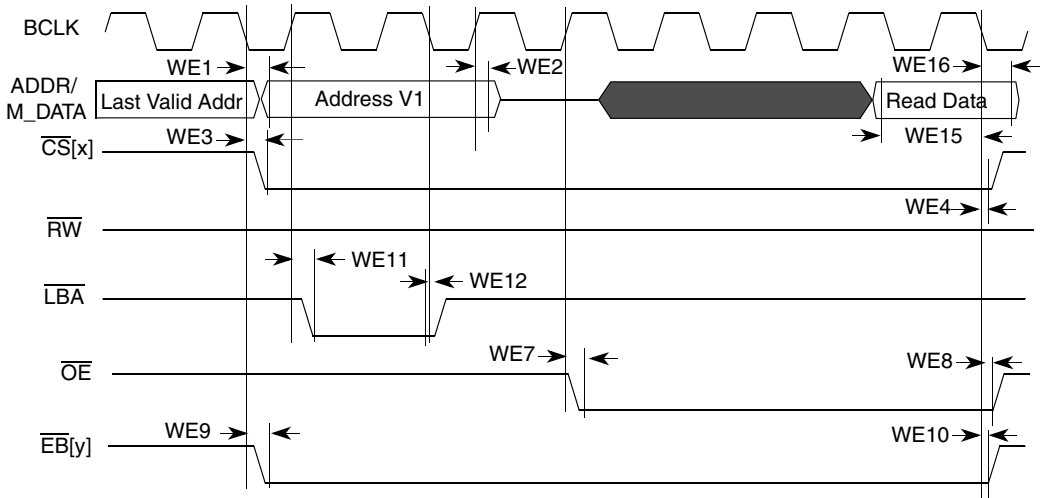 BCLK
WE1
WE2
WE16
ADDR/
M_DATA
Last Valid Addr
Address V1
Read Data
WE3
WE15
CS[x]
WE4
RW
WE11
WE12
LBA
WE7
WE8
OE
WE9
WE10
EB[y]